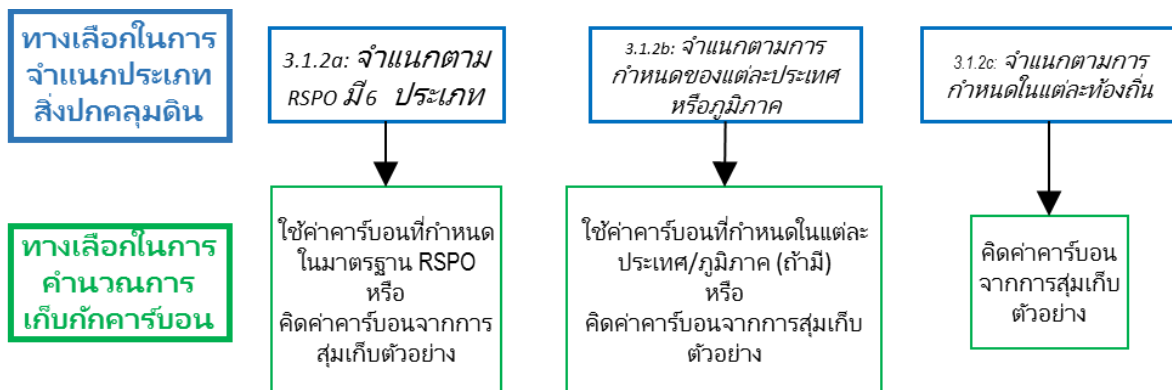 ทางเลือกในการ
จำแนกประเภท
สิ่งปกคลุมดิน
3.1.2a: จำแนกตาม
RSPO มี6 ประเภท
3.1.2b: จำแนกตามการ
กำหนดของแต่ละประเทศ
หรือภูมิภาค
3.1.2c: จำแนกตามการ
กำหนดในแต่ละท้องถิ่น
ทางเลือกในการ
คำนวณการ
เก็บกักคาร์บอน
ใช้ค่าคาร์บอนที่กำหนด
ในมาตรฐาน RSPO
หรือ
คิดค่าคาร์บอนจากการ
สุ่มเก็บตัวอย่าง
ใช้ค่าคาร์บอนที่กำหนดในแต่ละ
ประเทศ/ภูมิภาค (ถ้ามี)
หรือ
คิดค่าคาร์บอนจากการสุ่มเก็บ
ตัวอย่าง
คิดค่าคาร์บอน
จากการสุ่มเก็บ
ตัวอย่าง